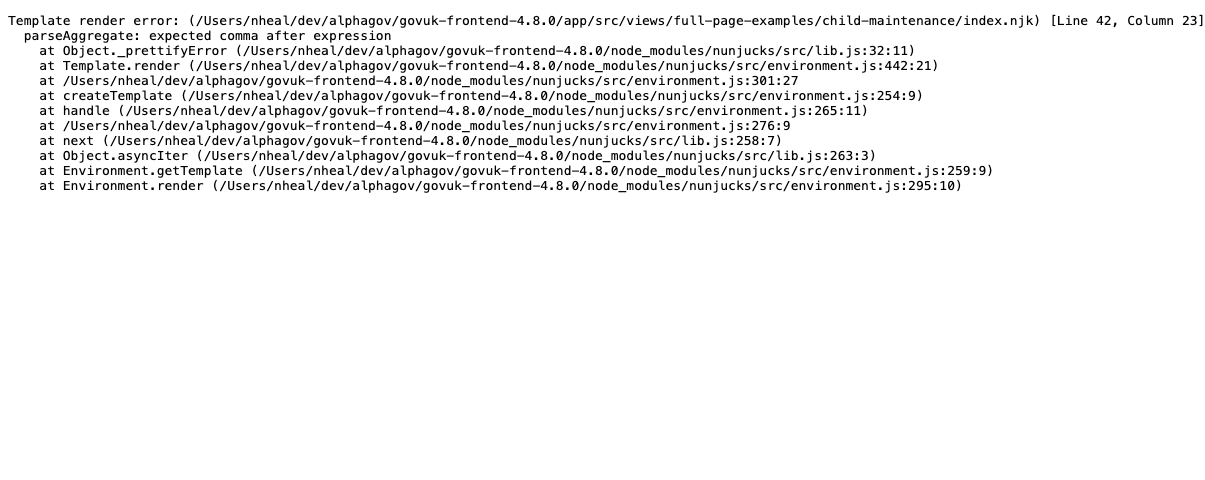 Template render error: (/Users/nheal/dev/alphagov/govuk-frontend-4.8.0/app/src/views/full-page-examples/child-maintenance/index.njk) [Line 42, Column 23]
  parseAggregate: expected comma after expression
    at Object._prettifyError (/Users/nheal/dev/alphagov/govuk-frontend-4.8.0/node_modules/nunjucks/src/lib.js:32:11)
    at Template.render (/Users/nheal/dev/alphagov/govuk-frontend-4.8.0/node_modules/nunjucks/src/environment.js:442:21)
    at /Users/nheal/dev/alphagov/govuk-frontend-4.8.0/node_modules/nunjucks/src/environment.js:301:27
    at createTemplate (/Users/nheal/dev/alphagov/govuk-frontend-4.8.0/node_modules/nunjucks/src/environment.js:254:9)
    at handle (/Users/nheal/dev/alphagov/govuk-frontend-4.8.0/node_modules/nunjucks/src/environment.js:265:11)
    at /Users/nheal/dev/alphagov/govuk-frontend-4.8.0/node_modules/nunjucks/src/environment.js:276:9
    at next (/Users/nheal/dev/alphagov/govuk-frontend-4.8.0/node_modules/nunjucks/src/lib.js:258:7)
    at Object.asyncIter (/Users/nheal/dev/alphagov/govuk-frontend-4.8.0/node_modules/nunjucks/src/lib.js:263:3)
    at Environment.getTemplate (/Users/nheal/dev/alphagov/govuk-frontend-4.8.0/node_modules/nunjucks/src/environment.js:259:9)
    at Environment.render (/Users/nheal/dev/alphagov/govuk-frontend-4.8.0/node_modules/nunjucks/src/environment.js:295:10)